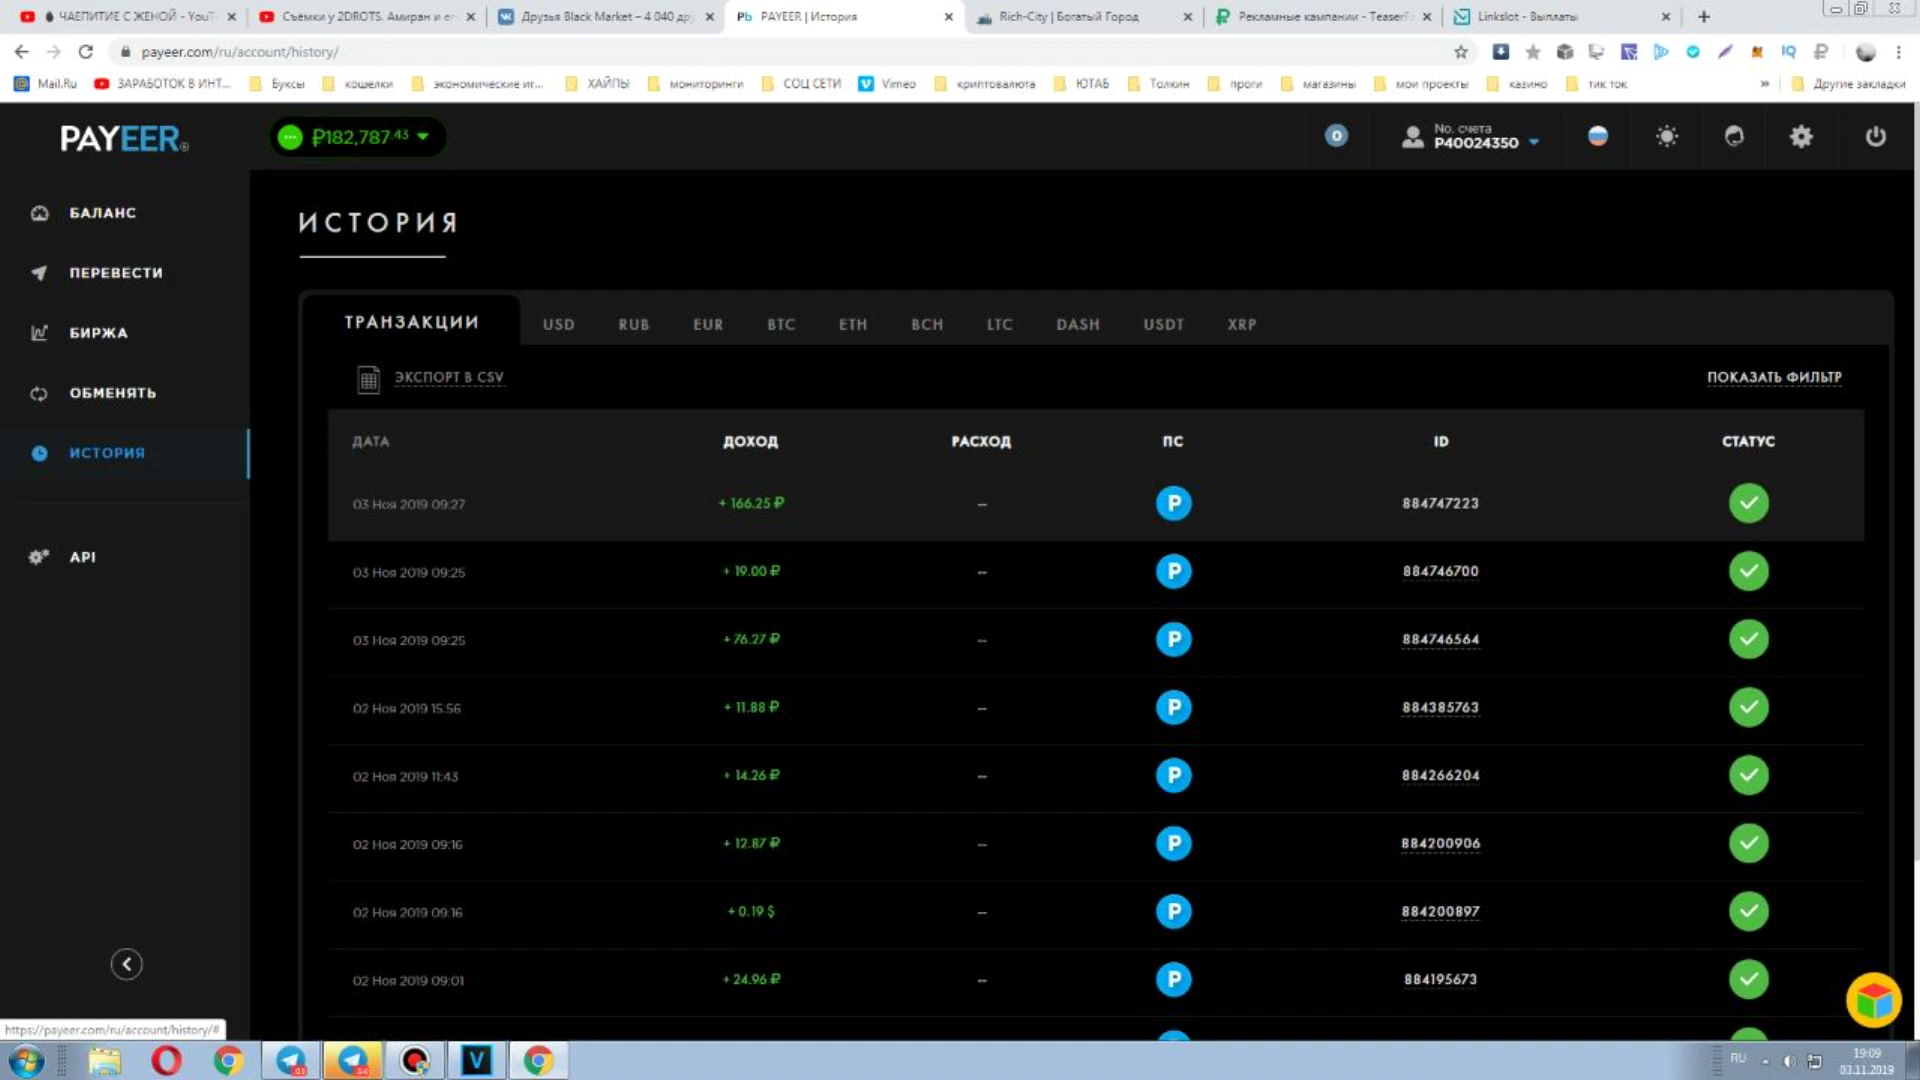 ЧАЕПИТИЕ С ЖЕНОЙ - YouT
Съёмки у 2DROTS. Амиран и ег
Друзья Black Market – 4 040 др
PAYEER | История
Rich-City | Богатый Город
Рекламные кампании - TeaserF
Linkslot - Выплаты
payeer.com/ru/account/history/
Mail.Ru
ЗАРАБОТОК В ИНТ...
Буксы
кошельки
экономические иг...
ХАЙПЫ
мониторинги
СОЦ СЕТИ
Vimeo
криптовалюта
ЮТАБ
Толкин
проги
магазины
мои проекты
казино
тик ток
»
Другие закладки
PAYEER®
₽182,787.43
0
No. счета
P40024350
БАЛАНС
ПЕРЕВЕСТИ
БИРЖА
ОБМЕНЯТЬ
ИСТОРИЯ
API
ИСТОРИЯ
ТРАНЗАКЦИИ USD RUB EUR BTC ETH BCH LTC DASH USDT XRP
ЭКСПОРТ В CSV
ПОКАЗАТЬ ФИЛЬТР
ДАТА ДОХОД РАСХОД ПС ID СТАТУС
03 Ноя 2019 09:27 + 166.25 ₽ – P 884747223
03 Ноя 2019 09:25 + 19.00 ₽ – P 884746700
03 Ноя 2019 09:25 + 76.27 ₽ – P 884746564
02 Ноя 2019 15:56 + 11.88 ₽ – P 884385763
02 Ноя 2019 11:43 + 14.26 ₽ – P 884266204
02 Ноя 2019 09:16 + 12.87 ₽ – P 884200906
02 Ноя 2019 09:16 + 0.19 $ – P 884200897
02 Ноя 2019 09:01 + 24.96 ₽ – P 884195673
https://payeer.com/ru/account/history/#
RU
19:09
03.11.2019